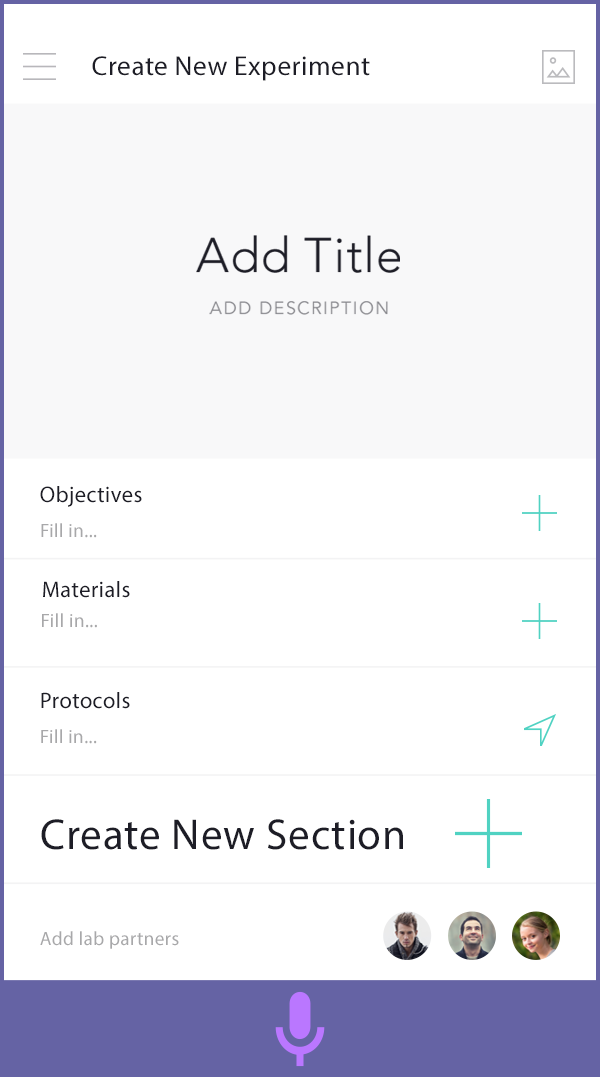 Create New Experiment
Add Title
ADD DESCRIPTION
Objectives
Fill in...
Materials
Fill in...
Protocols
Fill in...
Create New Section
Add lab partners